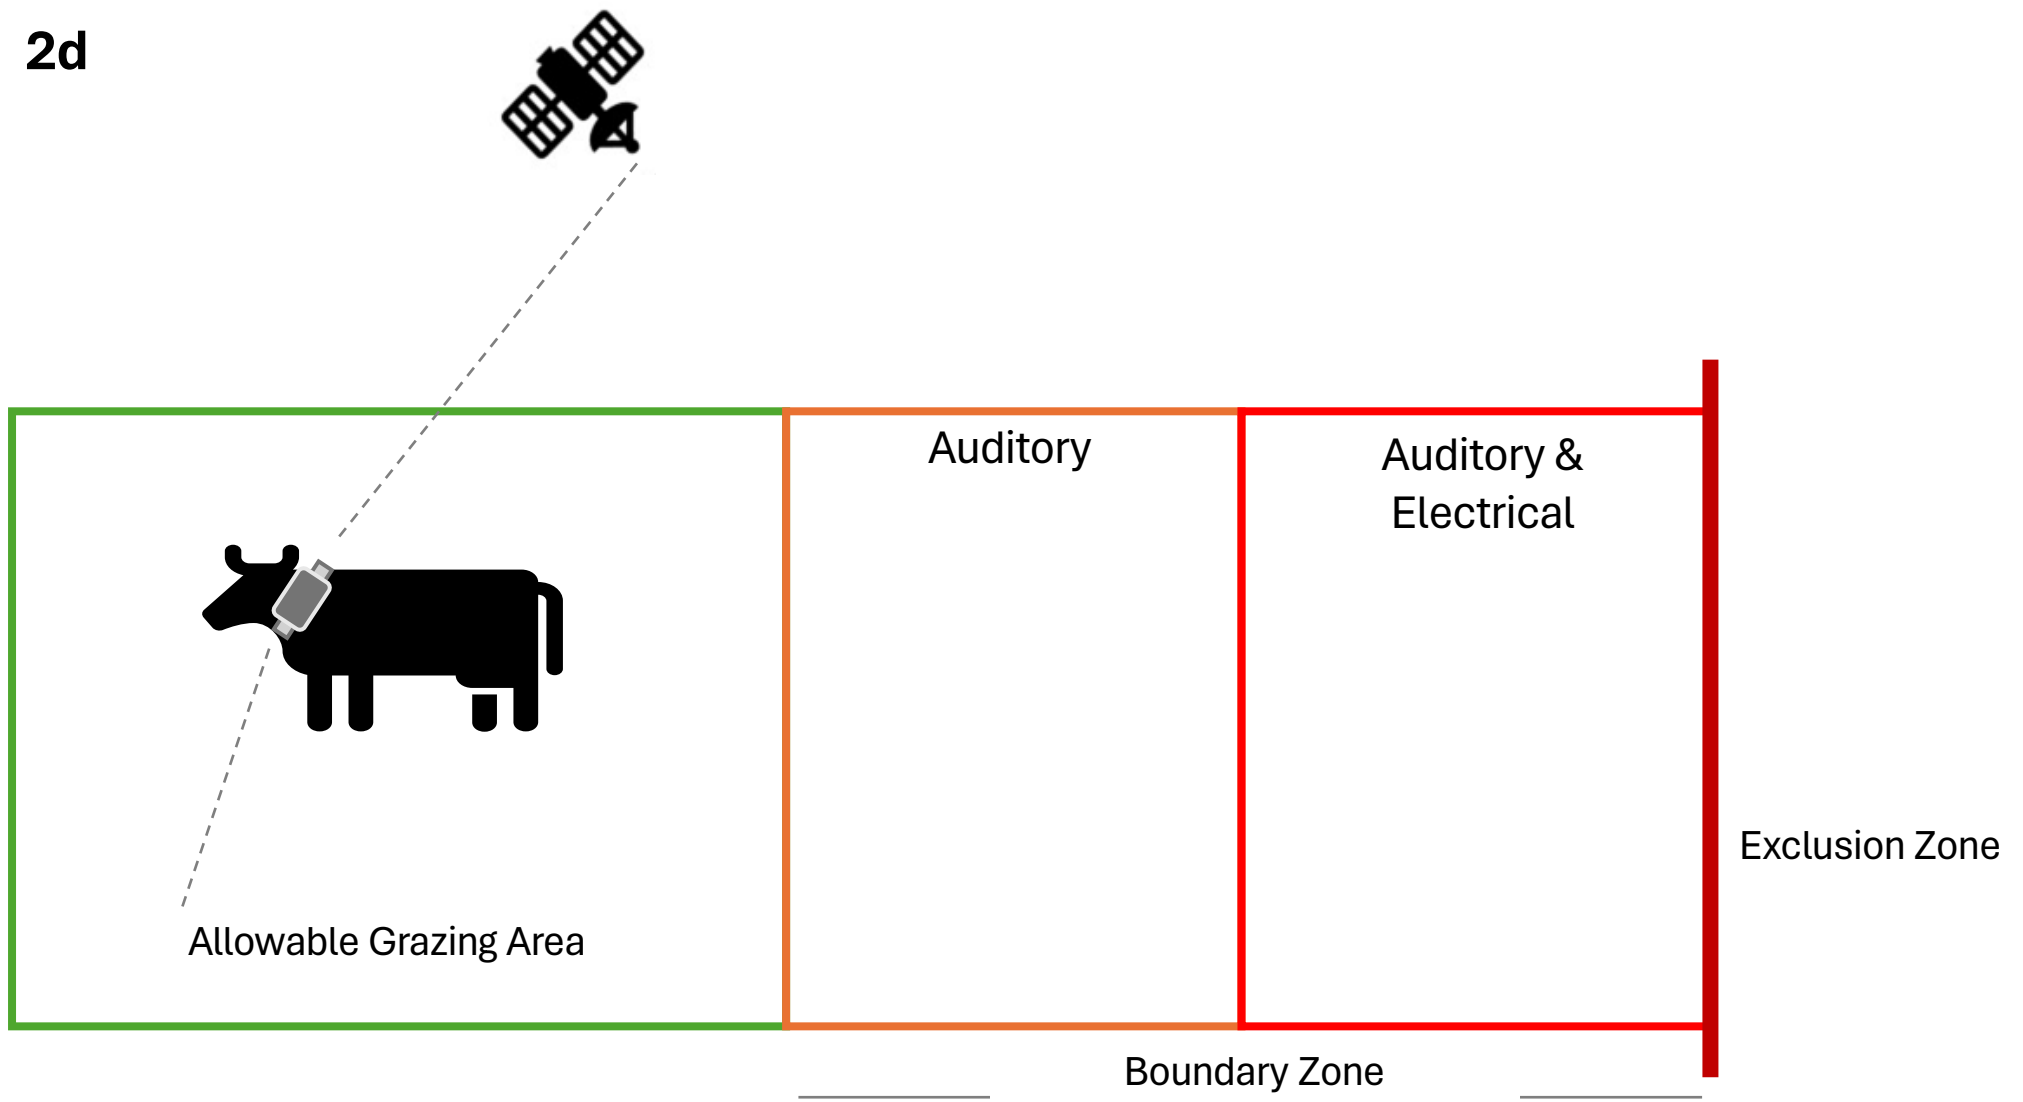 2d
Auditory
Auditory &
Electrical
Exclusion Zone
Allowable Grazing Area
Boundary Zone